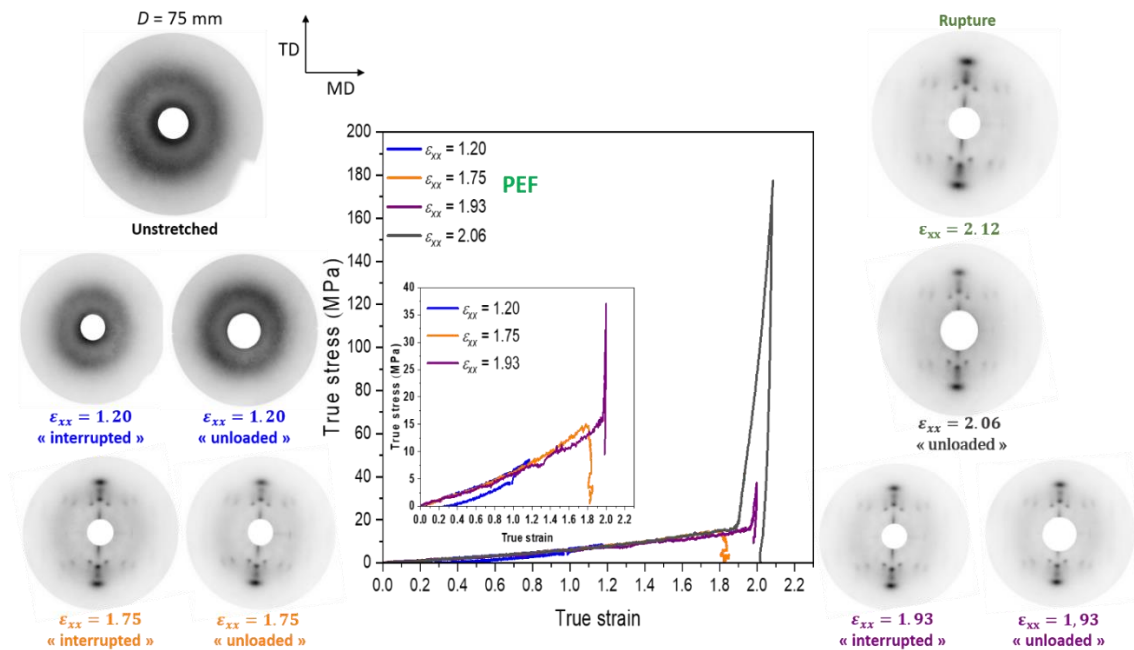 D = 75 mm
TD
MD
Unstretched
εxx = 1.20
« interrupted »
εxx = 1.20
« unloaded »
εxx = 1.75
« interrupted »
εxx = 1.75
« unloaded »
200
180
160
140
120
100
80
60
40
20
0
True stress (MPa)
εxx = 1.20
εxx = 1.75
εxx = 1.93
εxx = 2.06
PEF
40
35
30
25
20
15
10
5
0
True stress (MPa)
εxx = 1.20
εxx = 1.75
εxx = 1.93
0.0 0.2 0.4 0.6 0.8 1.0 1.2 1.4 1.6 1.8 2.0 2.2
True strain
0.0 0.2 0.4 0.6 0.8 1.0 1.2 1.4 1.6 1.8 2.0 2.2
True strain
Rupture
εxx = 2.12
εxx = 2.06
« unloaded »
εxx = 1.93
« interrupted »
εxx = 1,93
« unloaded »